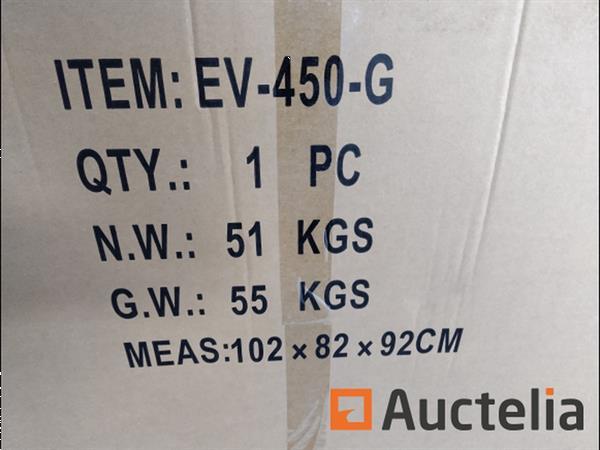 ITEM: EV-450-G
QTY.: 1 PC
N.W.: 51 KGS
G.W.: 55 KGS
MEAS:102 × 82 × 92CM
Auctelia